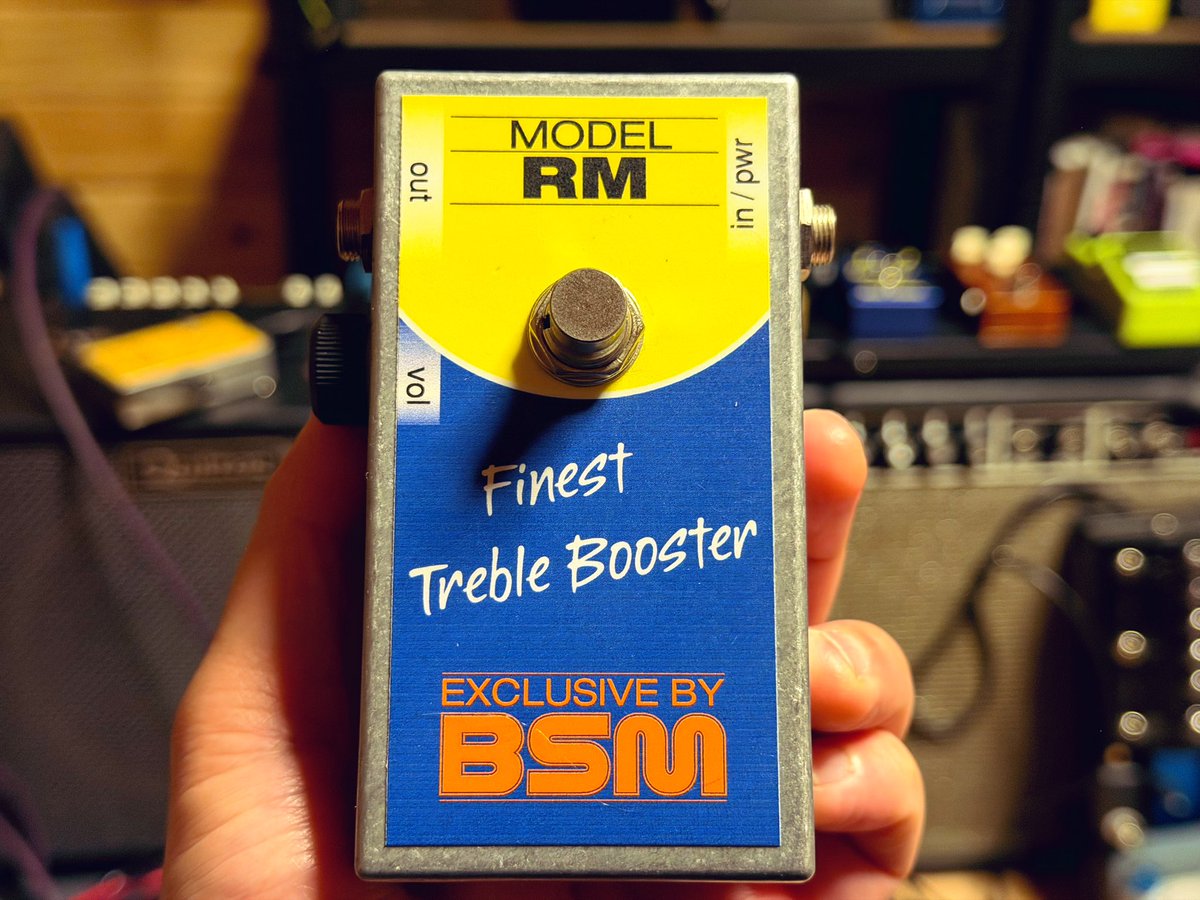 MODEL
RM
out
in / pwr
vol
Finest
Treble Booster
EXCLUSIVE BY
BSM